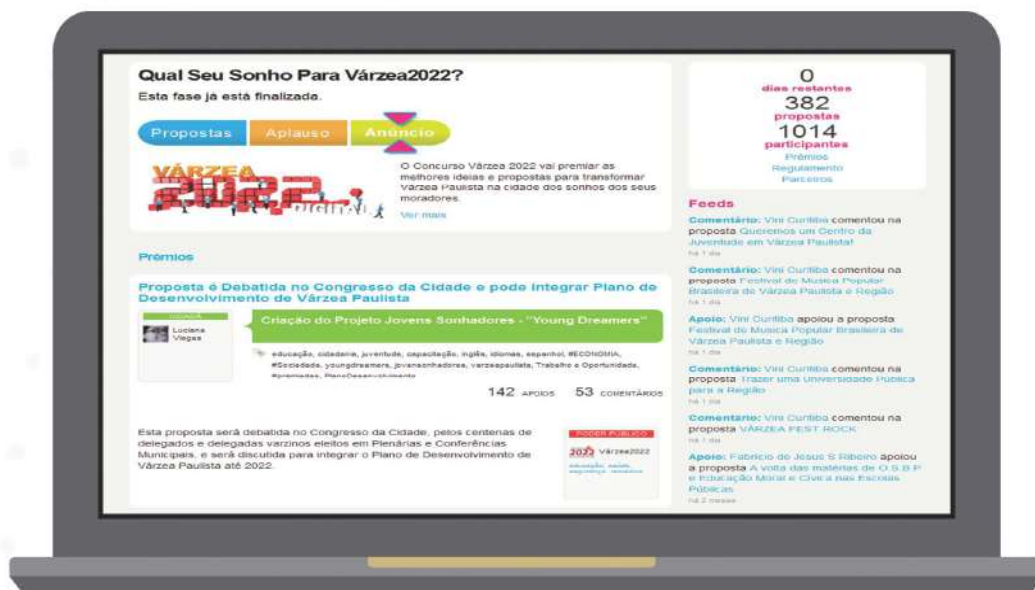 Qual Seu Sonho Para Várzea2022?
Esta fase já está finalizada.
Propostas
Aplauso
Anúncio
VÁRZEA
2022
DIGITAL
O Concurso Várzea 2022 vai premiar as
melhores ideias e propostas para transformar
Várzea Paulista na cidade dos sonhos dos seus
moradores.
Ver mais
Prêmios
Proposta é Debatida no Congresso da Cidade e pode Integrar Plano de
Desenvolvimento de Várzea Paulista
CIDADÃ
Luciana
Viegas
Criação do Projeto Jovens Sonhadores - "Young Dreamers"
educação, cidadania, juventude, capacitação, inglês, idiomas, espanhol, #ECONOMIA,
#Sociedade, youngdreamers, jovensonhadores, varzeapaulista, Trabalho e Oportunidade,
#premiadas, PlanoDesenvolvimento
142 APOIOS 53 COMENTÁRIOS
Esta proposta será debatida no Congresso da Cidade, pelos centenas de
delegados e delegadas varzinos eleitos em Plenárias e Conferências
Municipais, e será discutida para integrar o Plano de Desenvolvimento de
Várzea Paulista até 2022.
PODER PÚBLICO
2022 Várzea2022
educação, saúde,
0
dias restantes
382
propostas
1014
participantes
Prêmios
Regulamento
Parceiros
Feeds
Comentário: Vini Curitiba comentou na
proposta Queremos um Centro da
Juventude em Várzea Paulista!
há 1 dia
Comentário: Vini Curitiba comentou na
proposta Festival de Musica Popular
Brasileira de Várzea Paulista e Região
há 1 dia
Apoio: Vini Curitiba apoiou a proposta
Festival de Musica Popular Brasileira de
Várzea Paulista e Região
há 1 dia
Comentário: Vini Curitiba comentou na
proposta Trazer uma Universidade Pública
para a Região
há 1 dia
Comentário: Vini Curitiba comentou na
proposta VÁRZEA FEST ROCK
há 1 dia
Apoio: Fabricio de Jesus S Ribeiro apoiou
a proposta A volta das matérias de O.S.B.P
e Educação Moral e Cívica nas Escolas
Públicas
há 2 meses